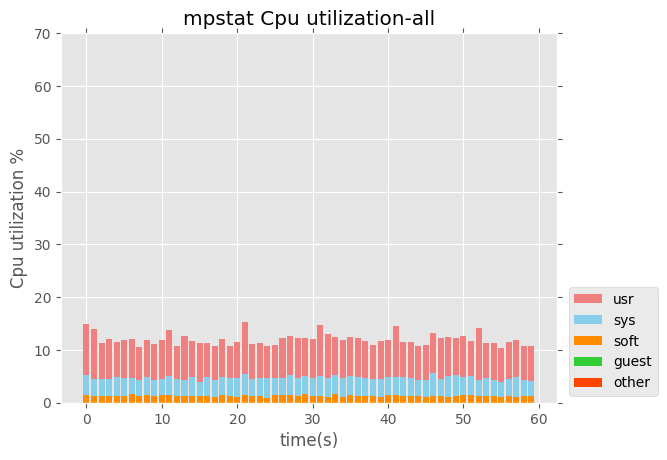 mpstat Cpu utilization-all
70
60
50
40
30
20
10
0
Cpu utilization %
0 10 20 30 40 50 60
time(s)
usr
sys
soft
guest
other